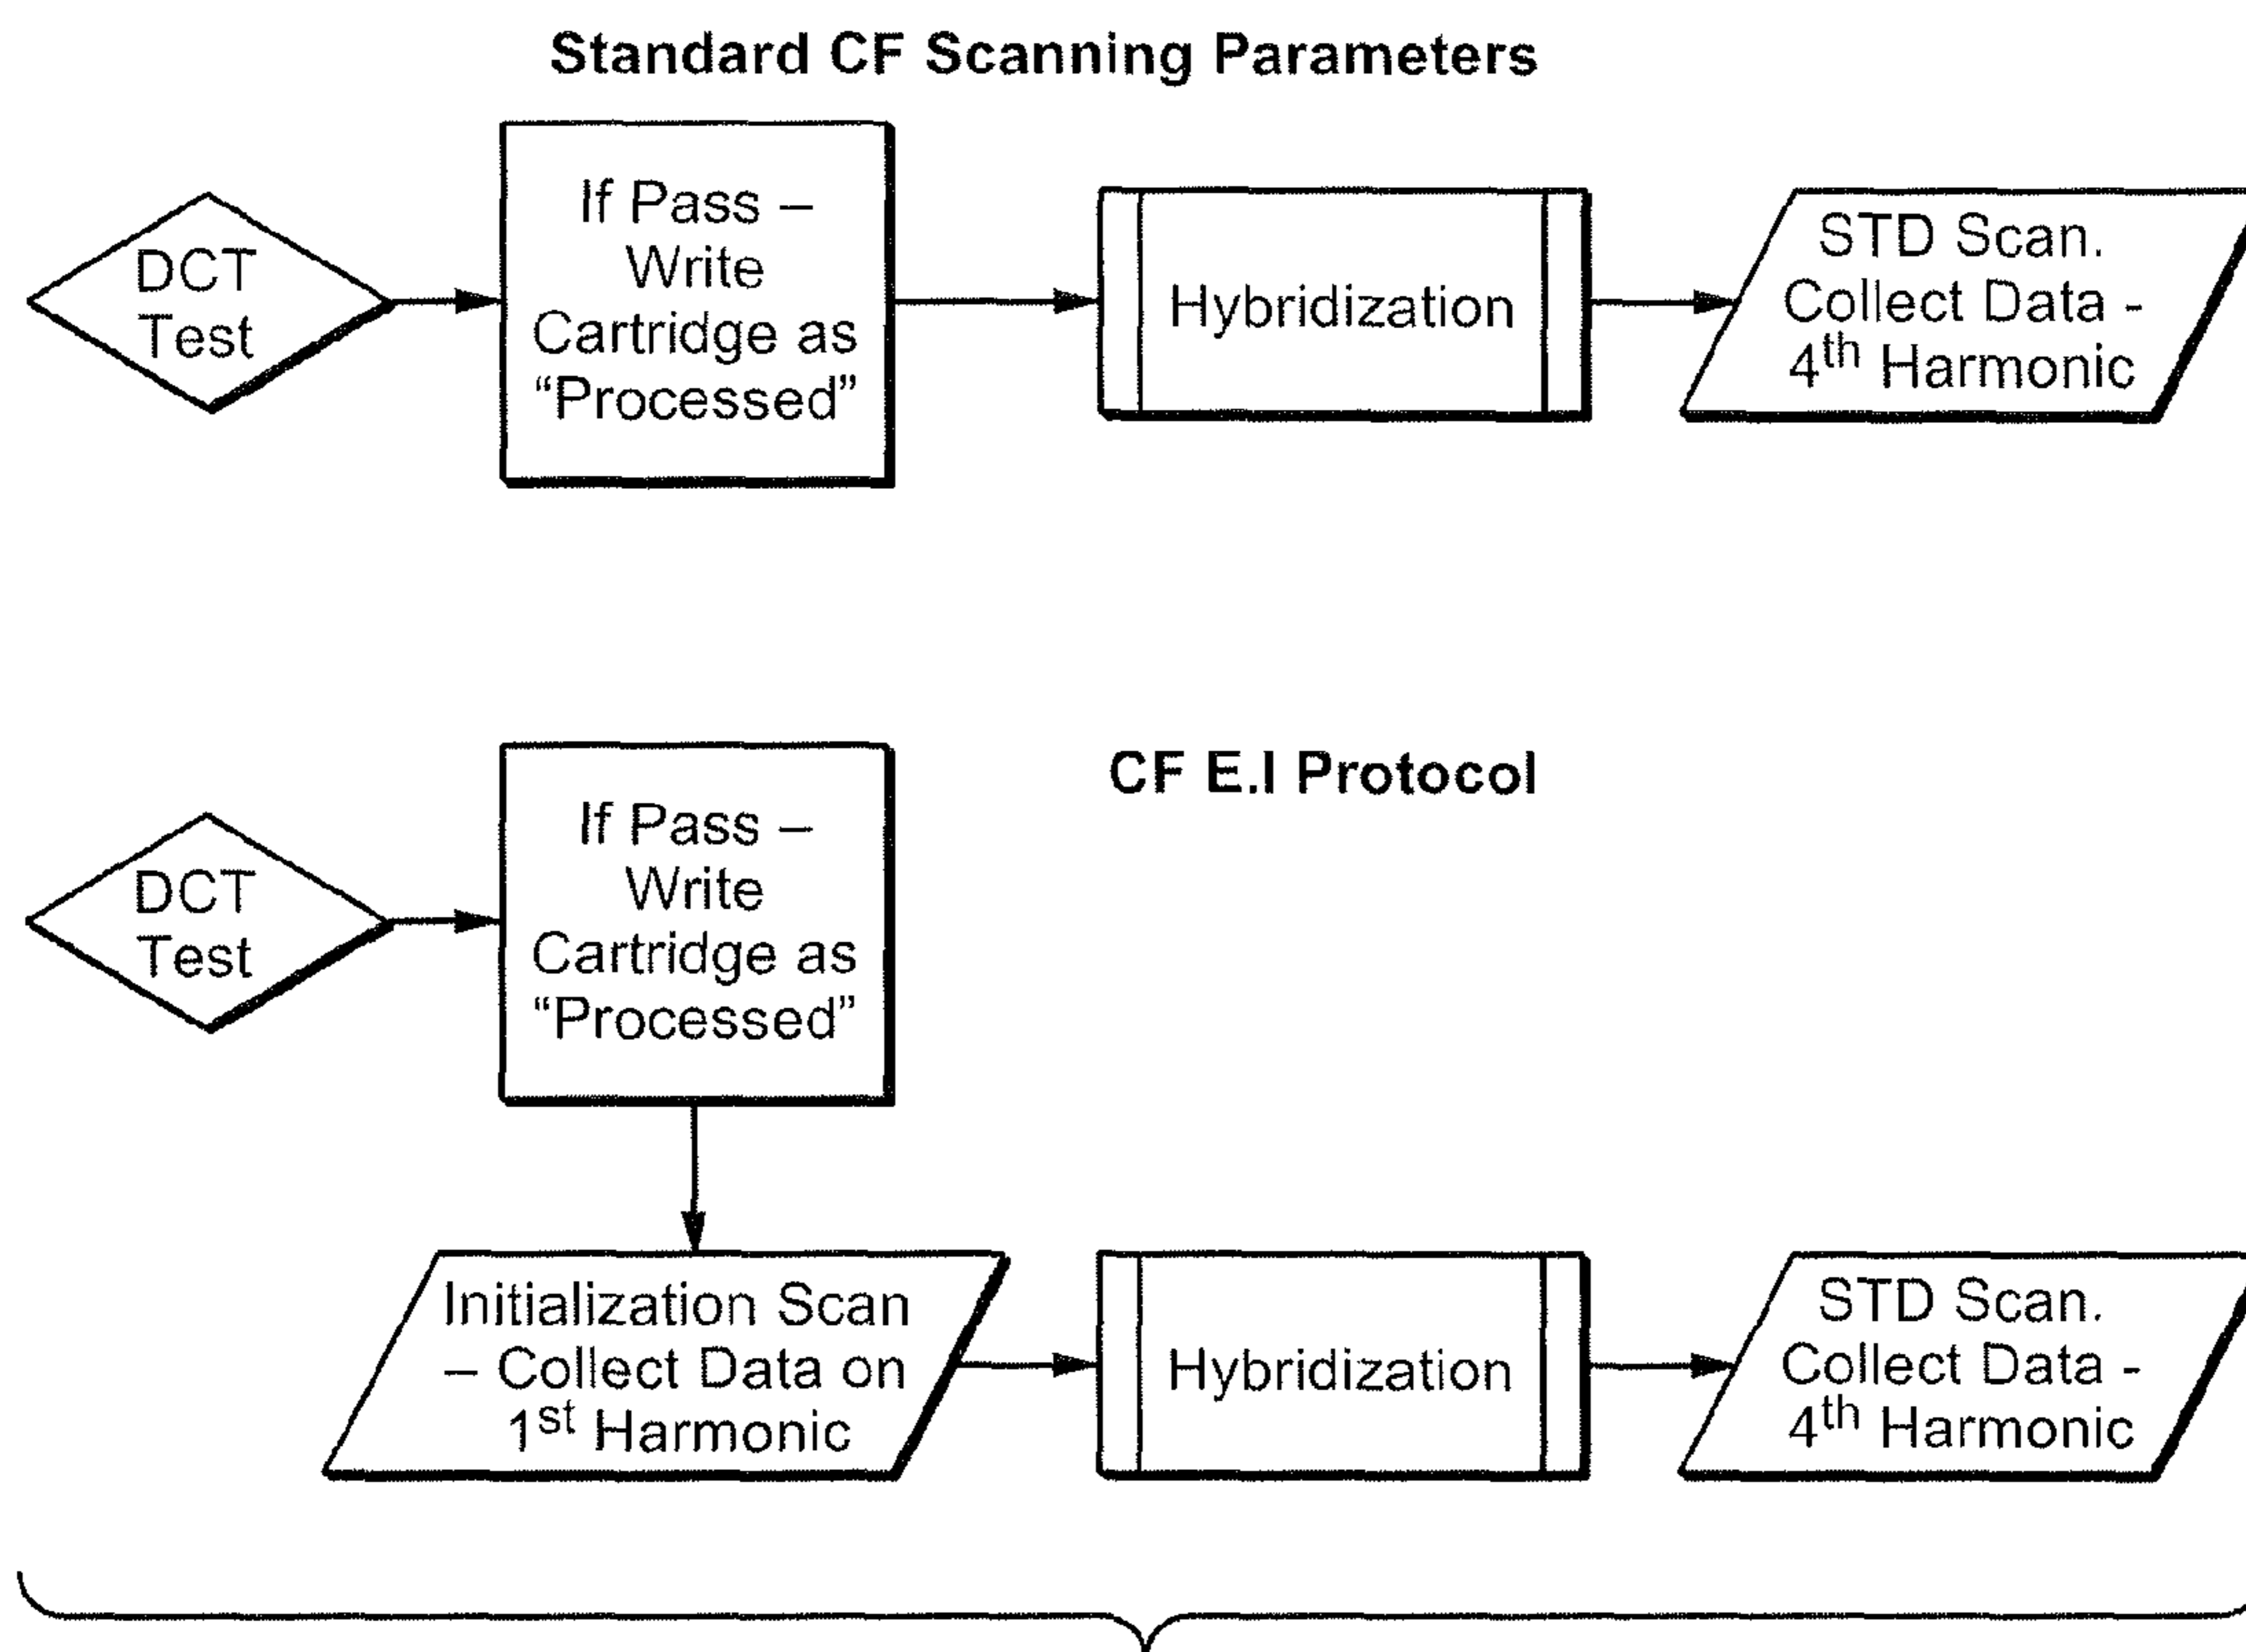 Standard CF Scanning Parameters
DCT
Test
If Pass –
Write
Cartridge as
“Processed”
Hybridization
STD Scan.
Collect Data -
4th Harmonic
CF E.I Protocol
DCT
Test
If Pass –
Write
Cartridge as
“Processed”
Initialization Scan
– Collect Data on
1st Harmonic
Hybridization
STD Scan.
Collect Data -
4th Harmonic